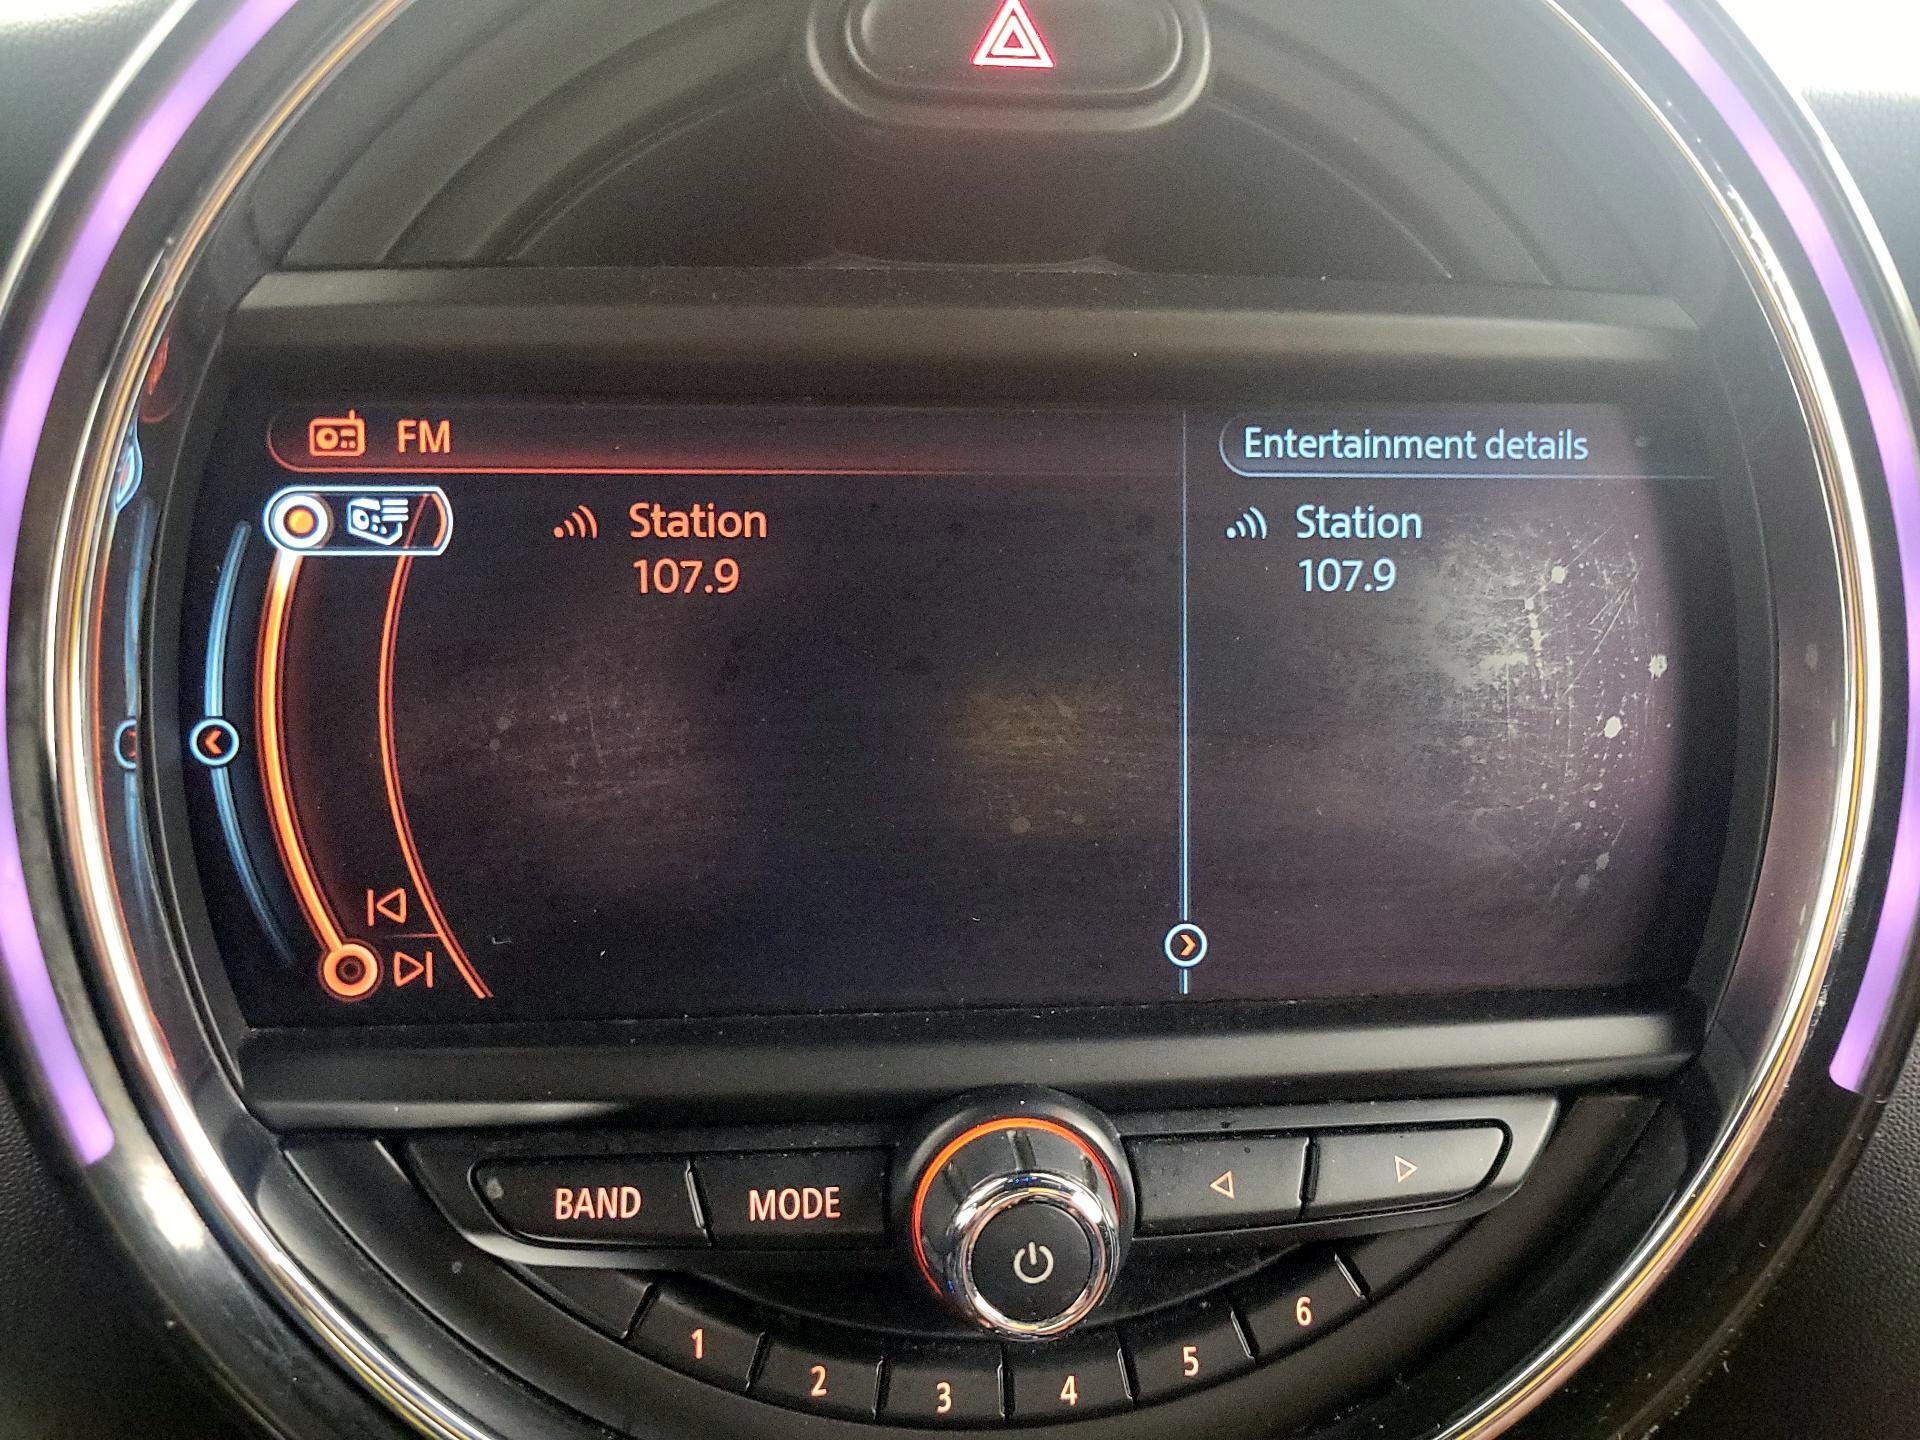 FM
Entertainment details
Station
107.9
Station
107.9
BAND
MODE
1
2
3
4
5
6